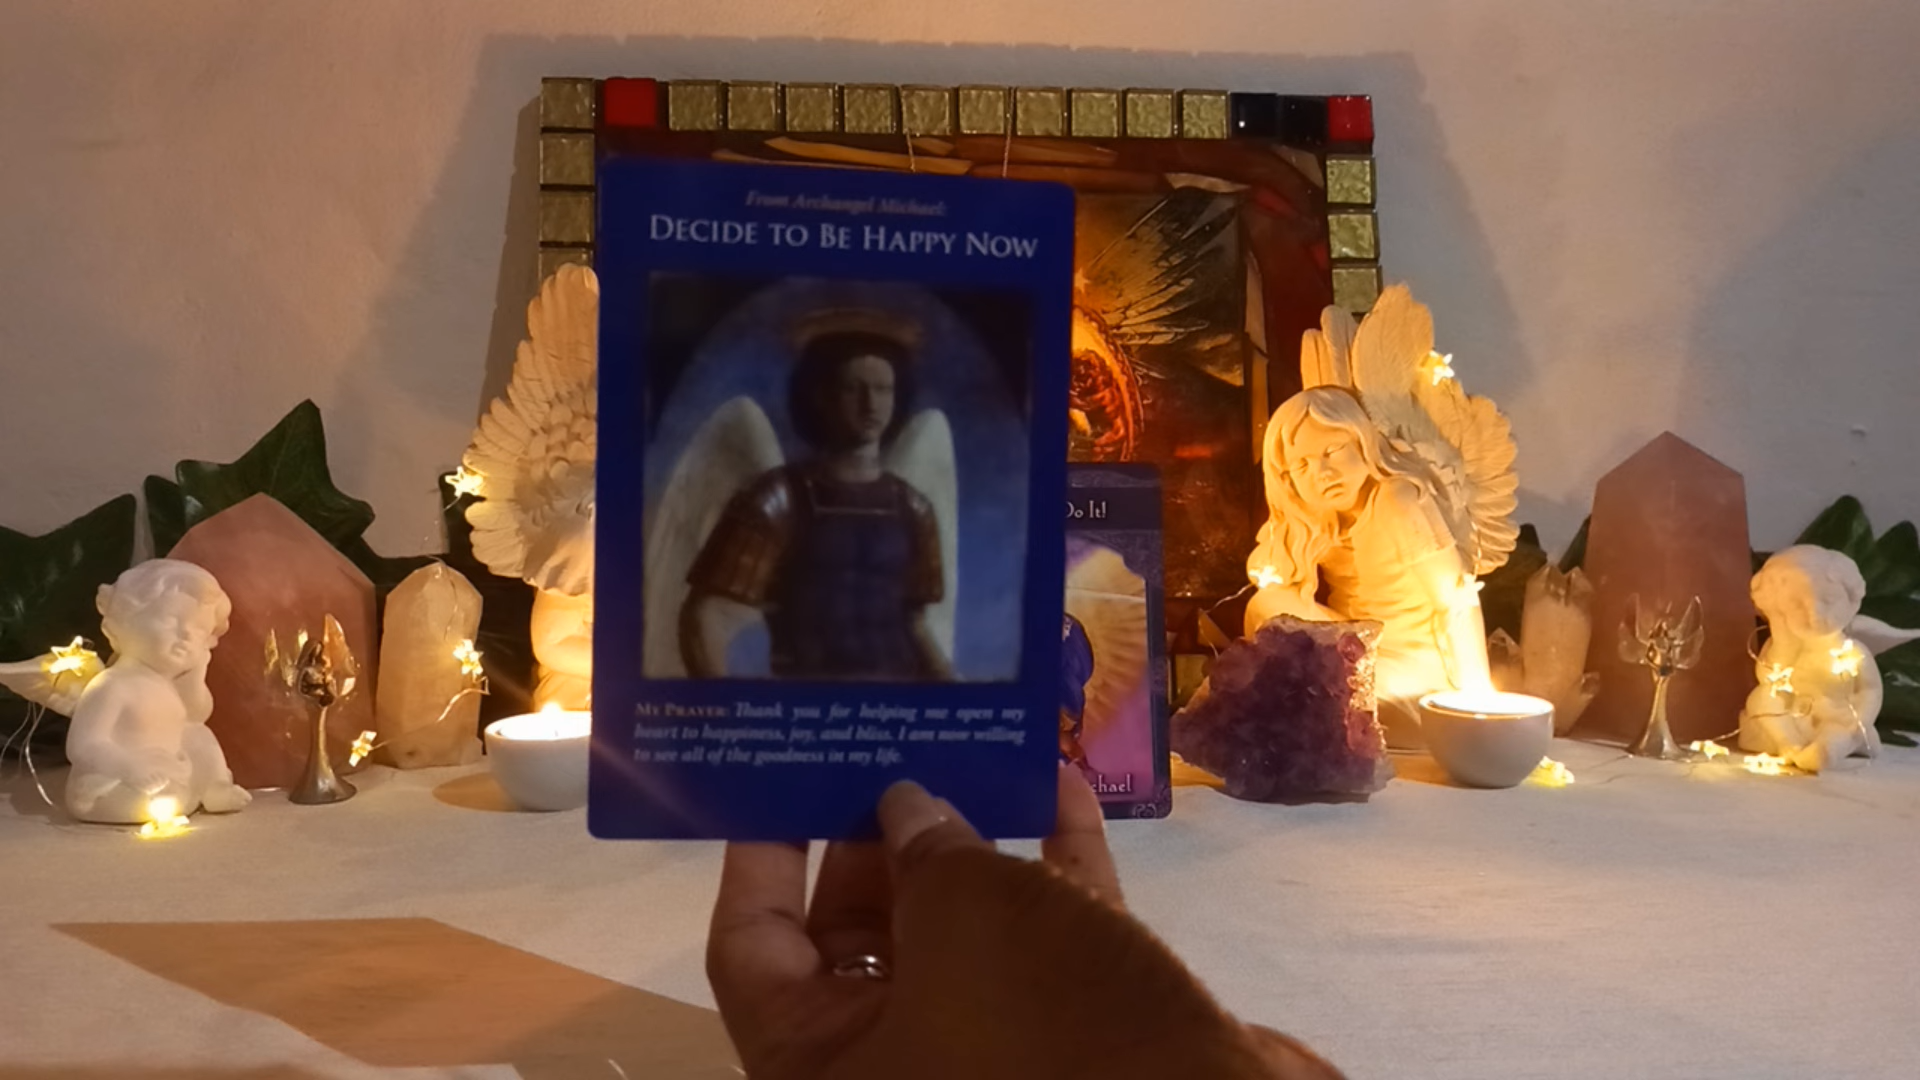 From Archangel Michael:
DECIDE TO BE HAPPY NOW
MY PRAYER: Thank you for helping me open my
heart to happiness, joy, and bliss. I am now willing
to see all of the goodness in my life.
Do It!
chael